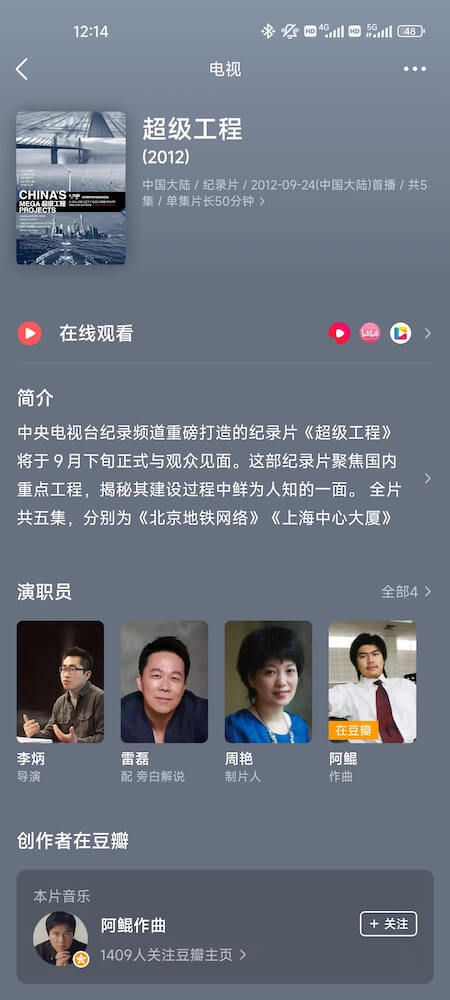 12:14
4G
5G
48
电视
CHINA'S
MEGA 超级工程
PROJECTS
超级工程
(2012)
中国大陆 / 纪录片 / 2012-09-24(中国大陆)首播 / 共5
集 / 单集片长50分钟
在线观看
简介
中央电视台纪录频道重磅打造的纪录片《超级工程》
将于 9 月下旬正式与观众见面。这部纪录片聚焦国内
重点工程，揭秘其建设过程中鲜为人知的一面。 全片
共五集，分别为《北京地铁网络》《上海中心大厦》
演职员
全部4
在豆瓣
李炳
导演
雷磊
配 旁白解说
周艳
制片人
阿鲲
作曲
创作者在豆瓣
本片音乐
阿鲲作曲
1409人关注豆瓣主页
+ 关注